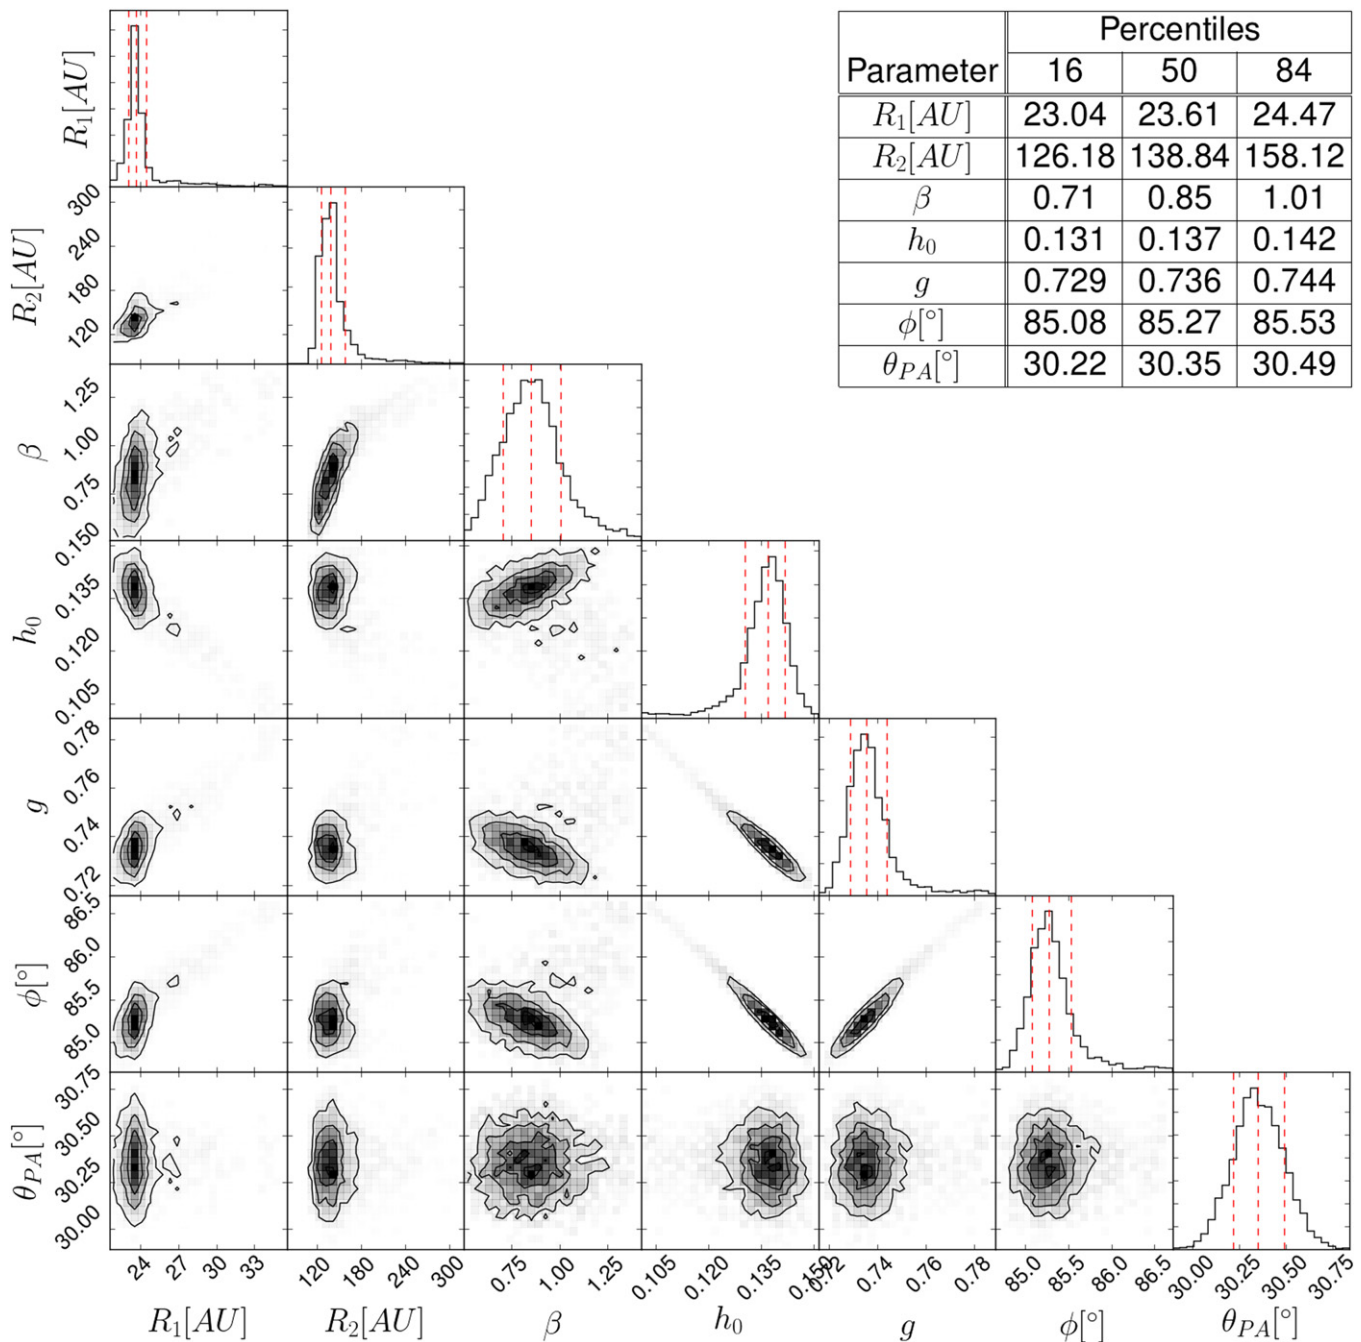 Percentiles
Parameter 16 50 84
R₁[AU] 23.04 23.61 24.47
R₂[AU] 126.18 138.84 158.12
β 0.71 0.85 1.01
h₀ 0.131 0.137 0.142
g 0.729 0.736 0.744
ϕ[°] 85.08 85.27 85.53
θ_PA[°] 30.22 30.35 30.49
R₁[AU]
R₂[AU]
300
240
180
120
β
1.25
1.00
0.75
0.50
h₀
0.150
0.135
0.120
0.105
g
0.78
0.76
0.74
0.72
ϕ[°]
86.5
86.0
85.5
85.0
θ_PA[°]
30.75
30.50
30.25
30.00
24 27 30 33 120 180 240 300 0.75 1.00 1.25 0.105 0.120 0.135 0.150 0.72 0.74 0.76 0.78 85.0 85.5 86.0 86.5 30.00 30.25 30.50 30.75
R₁[AU] R₂[AU] β h₀ g ϕ[°] θ_PA[°]